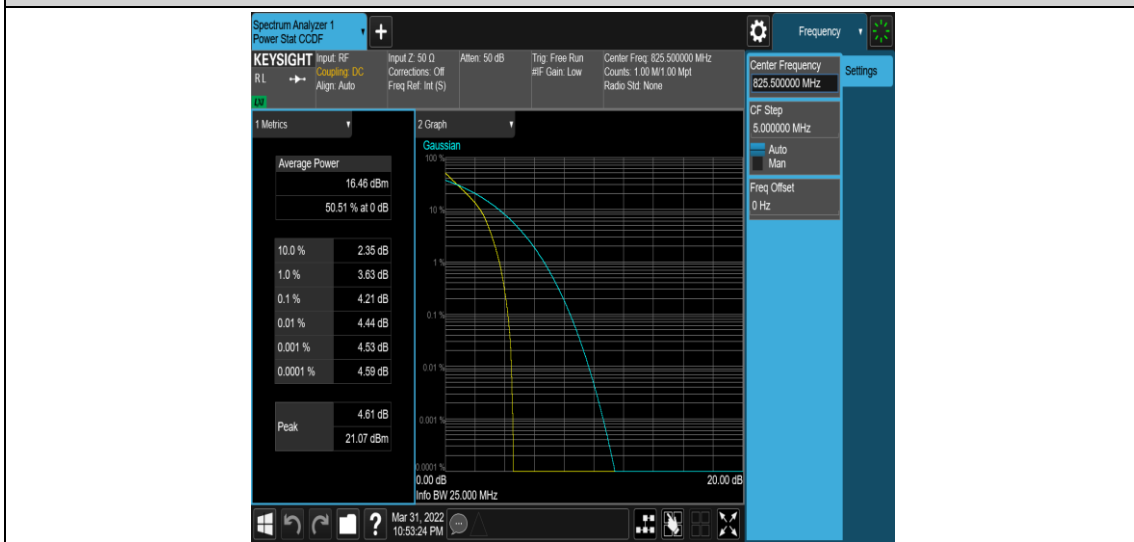 Spectrum Analyzer 1
Power Stat CCDF
+
Frequency
KEYSIGHT
RL
LXI
Input: RF
Coupling: DC
Align: Auto
Input Z: 50 Ω
Corrections: Off
Freq Ref: Int (S)
Atten: 50 dB
Trig: Free Run
#IF Gain: Low
Center Freq: 825.500000 MHz
Counts: 1.00 M/1.00 Mpt
Radio Std: None
Center Frequency
825.500000 MHz
Settings
CF Step
5.000000 MHz
Auto
Man
Freq Offset
0 Hz
1 Metrics
Average Power
16.46 dBm
50.51 % at 0 dB
10.0 % 2.35 dB
1.0 % 3.63 dB
0.1 % 4.21 dB
0.01 % 4.44 dB
0.001 % 4.53 dB
0.0001 % 4.59 dB
Peak 4.61 dB
21.07 dBm
2 Graph
Gaussian
100 %
10 %
1 %
0.1 %
0.01 %
0.001 %
0.0001 %
0.00 dB 20.00 dB
Info BW 25.000 MHz
?
Mar 31, 2022
10:53:24 PM